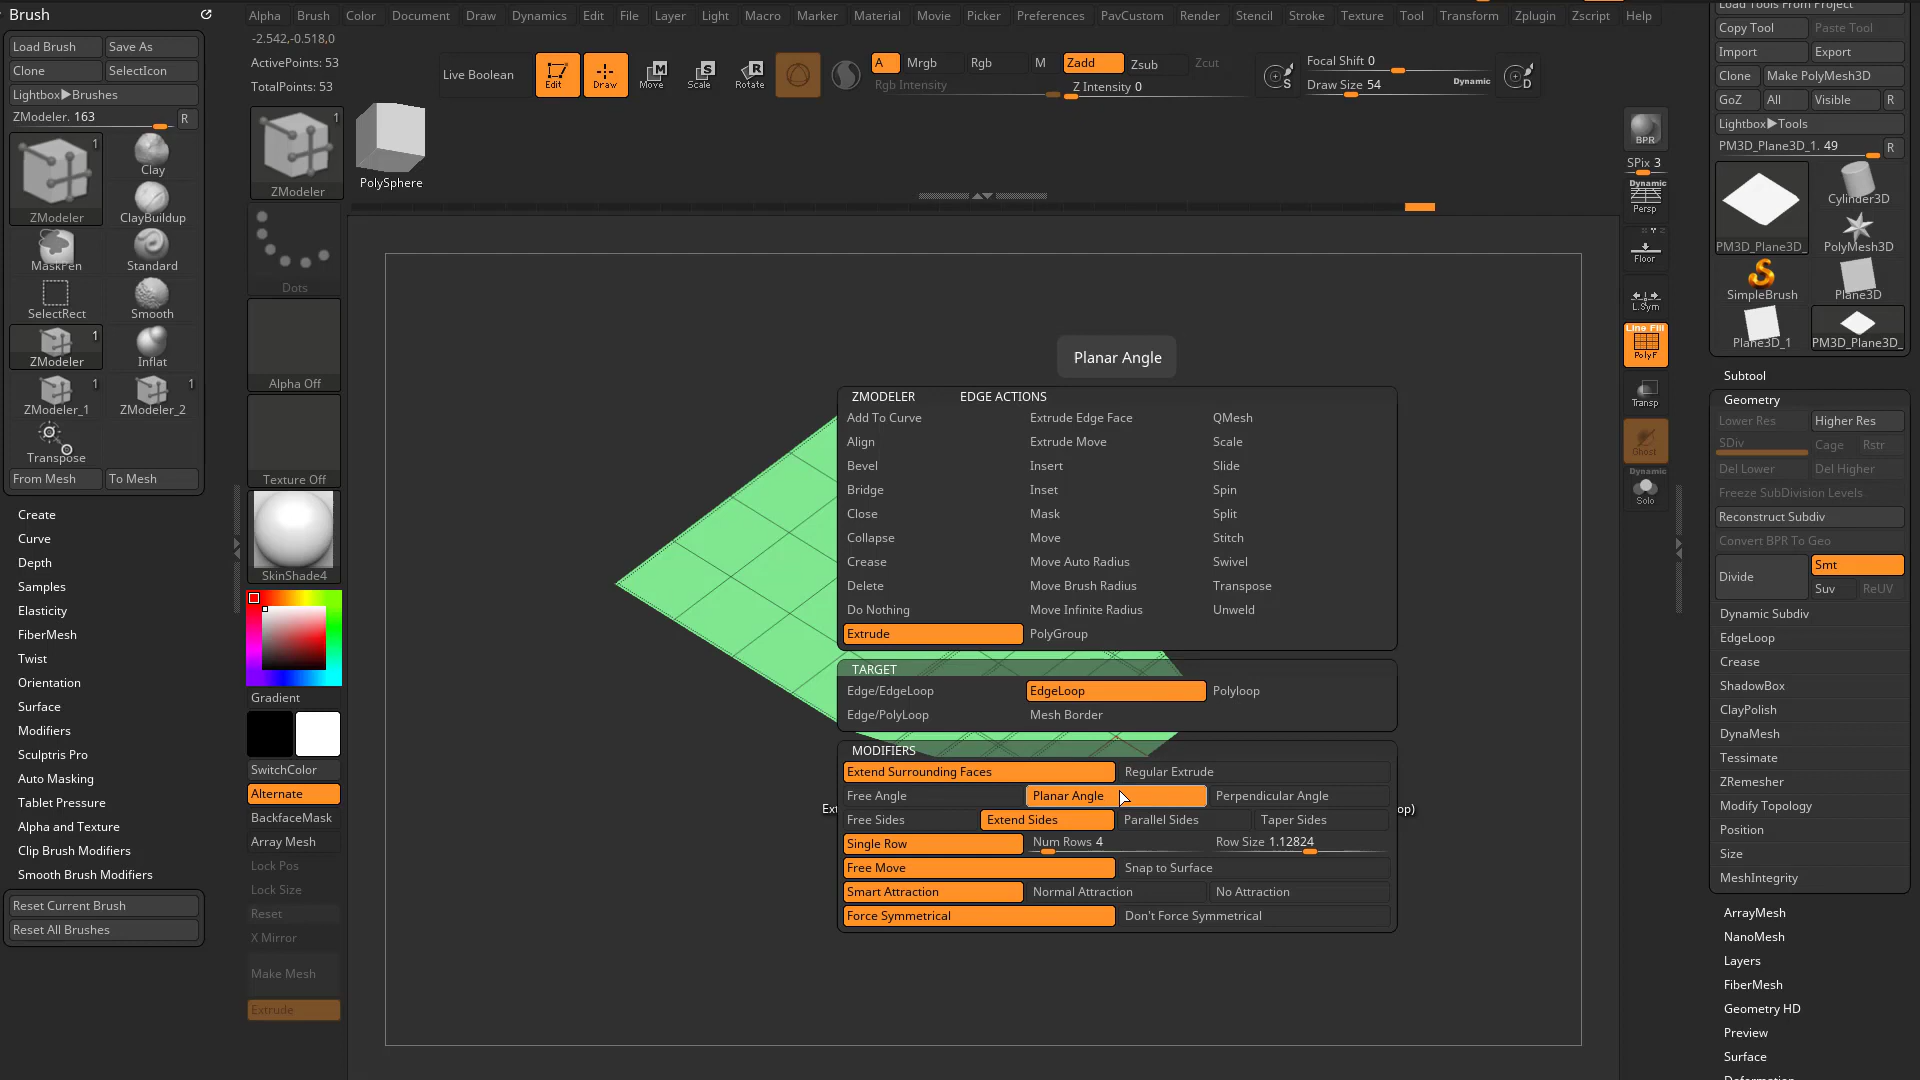 Brush
Load Brush
Save As
Clone
SelectIcon
Lightbox▶Brushes
ZModeler. 163
R
1
ZModeler
Clay
ClayBuildup
MaskPen
Standard
SelectRect
Smooth
1
ZModeler
Inflat
1
ZModeler_1
1
ZModeler_2
Transpose
From Mesh
To Mesh
Create
Curve
Depth
Samples
Elasticity
FiberMesh
Twist
Orientation
Surface
Modifiers
Sculptris Pro
Auto Masking
Tablet Pressure
Alpha and Texture
Clip Brush Modifiers
Smooth Brush Modifiers
Reset Current Brush
Reset All Brushes
Alpha Brush Color Document Draw Dynamics Edit File Layer Light Macro Marker Material Movie Picker Preferences PavCustom Render Stencil Stroke Texture Tool Transform Zplugin Zscript Help
-2.542,-0.518,0
ActivePoints: 53
TotalPoints: 53
Live Boolean
Edit
Draw
Move
Scale
Rotate
A
Mrgb
Rgb
M
Zadd
Zsub
Zcut
Rgb Intensity
Z Intensity 0
S
Focal Shift 0
Draw Size 54
Dynamic
D
1
ZModeler
PolySphere
Dots
Alpha Off
Texture Off
SkinShade4
Gradient
SwitchColor
Alternate
BackfaceMask
Array Mesh
Lock Pos
Lock Size
Reset
X Mirror
Make Mesh
Extrude
Planar Angle
ZMODELER EDGE ACTIONS
Add To Curve Extrude Edge Face QMesh
Align Extrude Move Scale
Bevel Insert Slide
Bridge Inset Spin
Close Mask Split
Collapse Move Stitch
Crease Move Auto Radius Swivel
Delete Move Brush Radius Transpose
Do Nothing Move Infinite Radius Unweld
Extrude PolyGroup
TARGET
Edge/EdgeLoop EdgeLoop Polyloop
Edge/PolyLoop Mesh Border
MODIFIERS
Extend Surrounding Faces Regular Extrude
Free Angle Planar Angle Perpendicular Angle
Ext
op)
Free Sides Extend Sides Parallel Sides Taper Sides
Single Row Num Rows 4 Row Size 1.12824
Free Move Snap to Surface
Smart Attraction Normal Attraction No Attraction
Force Symmetrical Don't Force Symmetrical
BPR
SPix 3
Dynamic
Persp
Floor
L.Sym
Line Fill
PolyF
Transp
Ghost
Dynamic
Solo
Load Tools From Project
Copy Tool
Paste Tool
Import
Export
Clone
Make PolyMesh3D
GoZ
All
Visible
R
Lightbox▶Tools
PM3D_Plane3D_1. 49
R
PM3D_Plane3D_
Cylinder3D
PolyMesh3D
SimpleBrush
Plane3D
Plane3D_1
PM3D_Plane3D_
Subtool
Geometry
Lower Res
Higher Res
SDiv
Cage
Rstr
Del Lower
Del Higher
Freeze SubDivision Levels
Reconstruct Subdiv
Convert BPR To Geo
Divide
Smt
Suv
ReUV
Dynamic Subdiv
EdgeLoop
Crease
ShadowBox
ClayPolish
DynaMesh
Tessimate
ZRemesher
Modify Topology
Position
Size
MeshIntegrity
ArrayMesh
NanoMesh
Layers
FiberMesh
Geometry HD
Preview
Surface
Deformation